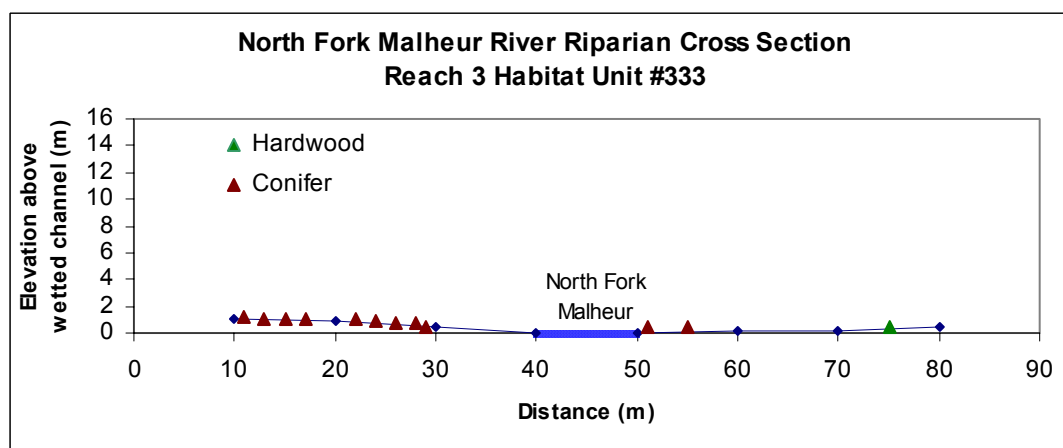 North Fork Malheur River Riparian Cross Section
Reach 3 Habitat Unit #333
Elevation above
wetted channel (m)
16
14
12
10
8
6
4
2
0
Hardwood
Conifer
North Fork
Malheur
0 10 20 30 40 50 60 70 80 90
Distance (m)